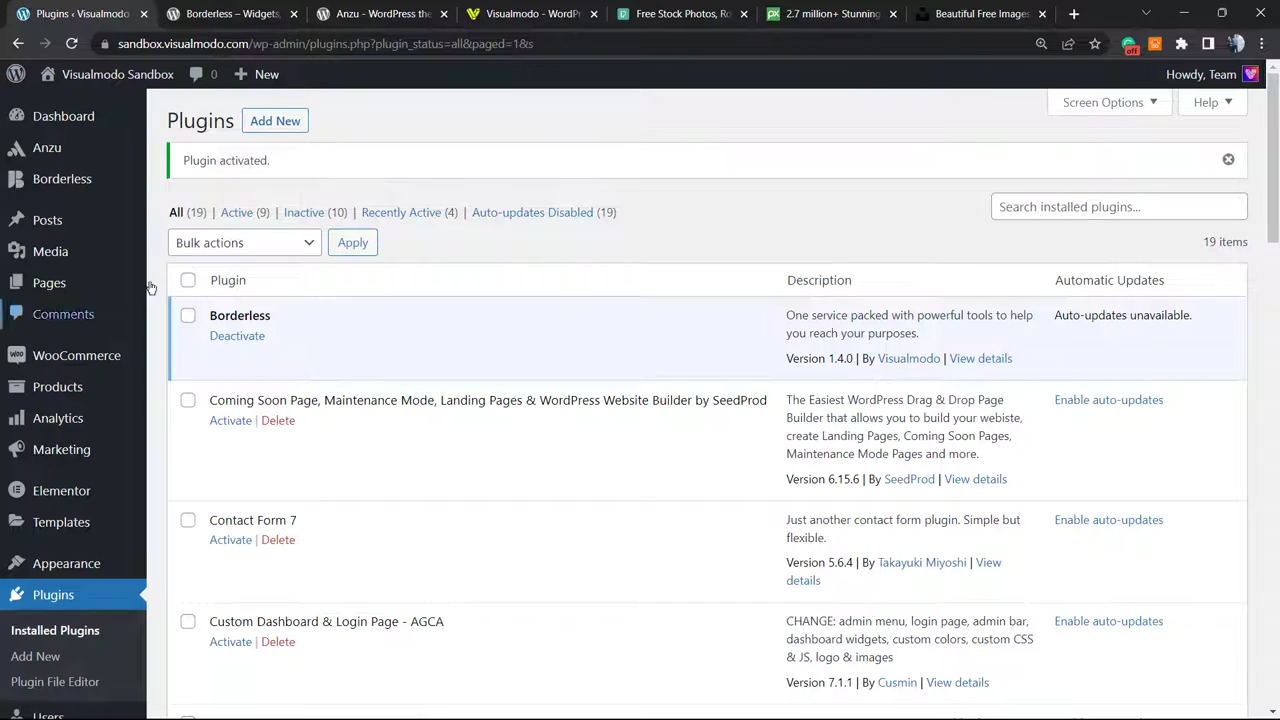 Plugins ‹ Visualmodo Sandbox
Borderless – Widgets,
Anzu - WordPress the
Visualmodo - WordPr
Free Stock Photos, Ro
2.7 million+ Stunning
Beautiful Free Images
sandbox.visualmodo.com/wp-admin/plugins.php?plugin_status=all&paged=1&s
off
Visualmodo Sandbox
0
New
Howdy, Team
Dashboard
Anzu
Borderless
Posts
Media
Pages
Comments
WooCommerce
Products
Analytics
Marketing
Elementor
Templates
Appearance
Plugins
Installed Plugins
Add New
Plugin File Editor
Users
Screen Options
Help
Plugins
Add New
Plugin activated.
All (19) | Active (9) | Inactive (10) | Recently Active (4) | Auto-updates Disabled (19)
Search installed plugins...
Bulk actions
Apply
19 items
Plugin
Description
Automatic Updates
Borderless
Deactivate
One service packed with powerful tools to help
you reach your purposes.
Version 1.4.0 | By Visualmodo | View details
Auto-updates unavailable.
Coming Soon Page, Maintenance Mode, Landing Pages & WordPress Website Builder by SeedProd
Activate | Delete
The Easiest WordPress Drag & Drop Page
Builder that allows you to build your webiste,
create Landing Pages, Coming Soon Pages,
Maintenance Mode Pages and more.
Version 6.15.6 | By SeedProd | View details
Enable auto-updates
Contact Form 7
Activate | Delete
Just another contact form plugin. Simple but
flexible.
Version 5.6.4 | By Takayuki Miyoshi | View
details
Enable auto-updates
Custom Dashboard & Login Page - AGCA
Activate | Delete
CHANGE: admin menu, login page, admin bar,
dashboard widgets, custom colors, custom CSS
& JS, logo & images
Version 7.1.1 | By Cusmin | View details
Enable auto-updates